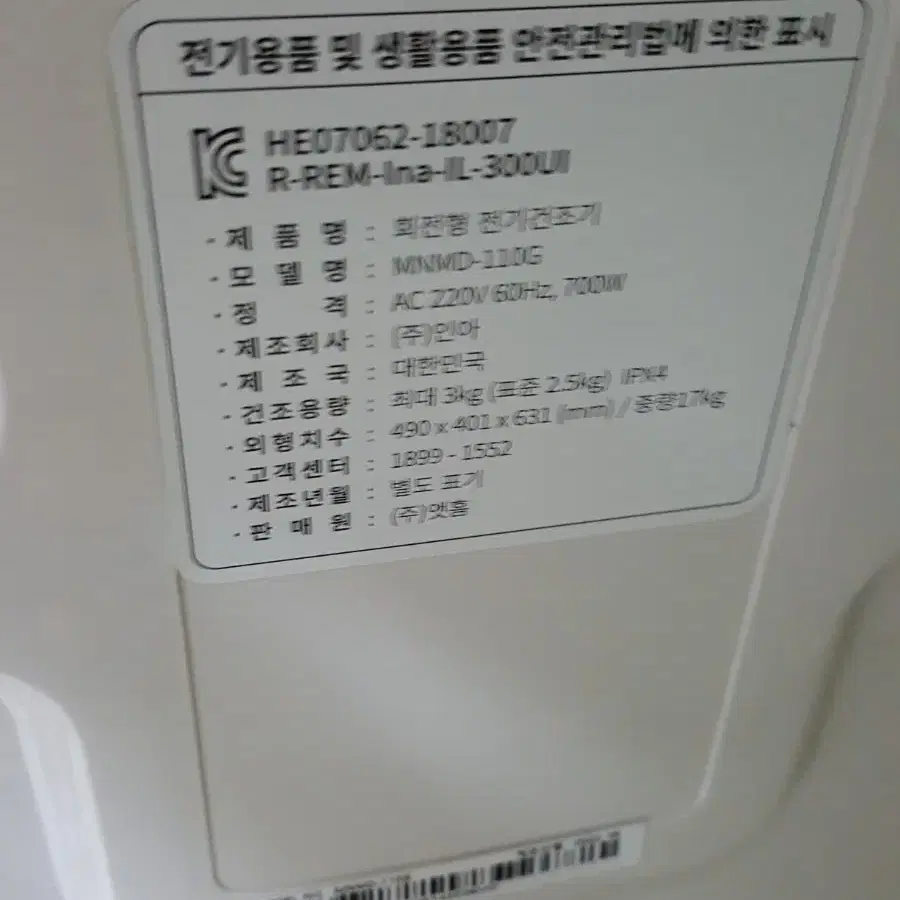 전기용품 및 생활용품 안전관리법에 의한 표시
HE07062-18007
R-REM-Ina-IL-300UI
· 제 품 명 : 회전형 전기건조기
· 모 델 명 : MNMD-110G
· 정 격 : AC 220V 60Hz, 700W
· 제조회사 : (주)인아
· 제 조 국 : 대한민국
· 건조용량 : 최대 3kg (표준 2.5kg) IPX4
· 외형치수 : 490 x 401 x 631 (mm) / 중량17kg
· 고객센터 : 1899 - 1552
· 제조년월 : 별도 표기
· 판 매 원 : (주)앳홈